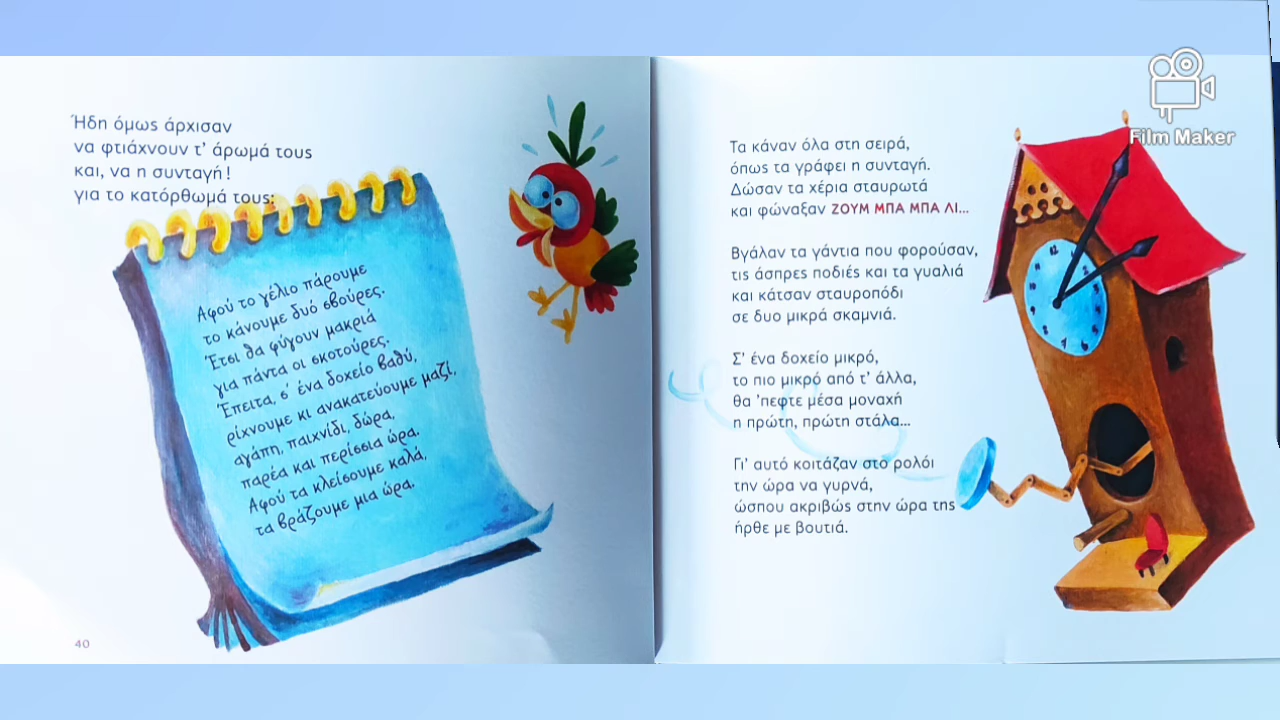 Ήδη όμως άρχισαν
να φτιάχνουν τ' άρωμά τους
και, να η συνταγή!
για το κατόρθωμά τους:
Αφού το γέλιο πάρουμε
το κάνουμε δυό σβούρες.
Έτσι θα φύγουν μακριά
για πάντα οι σκοτούρες.
Έπειτα, σ' ένα δοχείο βαθύ,
ρίχνουμε κι ανακατεύουμε μαζί,
αγάπη, παιχνίδι, δώρα,
παρέα και περίσσια ώρα.
Αφού τα κλείσουμε καλά,
τα βράζουμε μια ώρα.
40
Τα κάναν όλα στη σειρά,
όπως τα γράφει η συνταγή.
Δώσαν τα χέρια σταυρωτά
και φώναξαν ΖΟΥΜ ΜΠΑ ΜΠΑ ΛΙ...
Βγάλαν τα γάντια που φορούσαν,
τις άσπρες ποδιές και τα γυαλιά
και κάτσαν σταυροπόδι
σε δυο μικρά σκαμνιά.
Σ' ένα δοχείο μικρό,
το πιο μικρό από τ' άλλα,
θα 'πεφτε μέσα μοναχή
η πρώτη, πρώτη στάλα...
Γι' αυτό κοιτάζαν στο ρολόι
την ώρα να γυρνά,
ώσπου ακριβώς στην ώρα της
ήρθε με βουτιά.
Film Maker